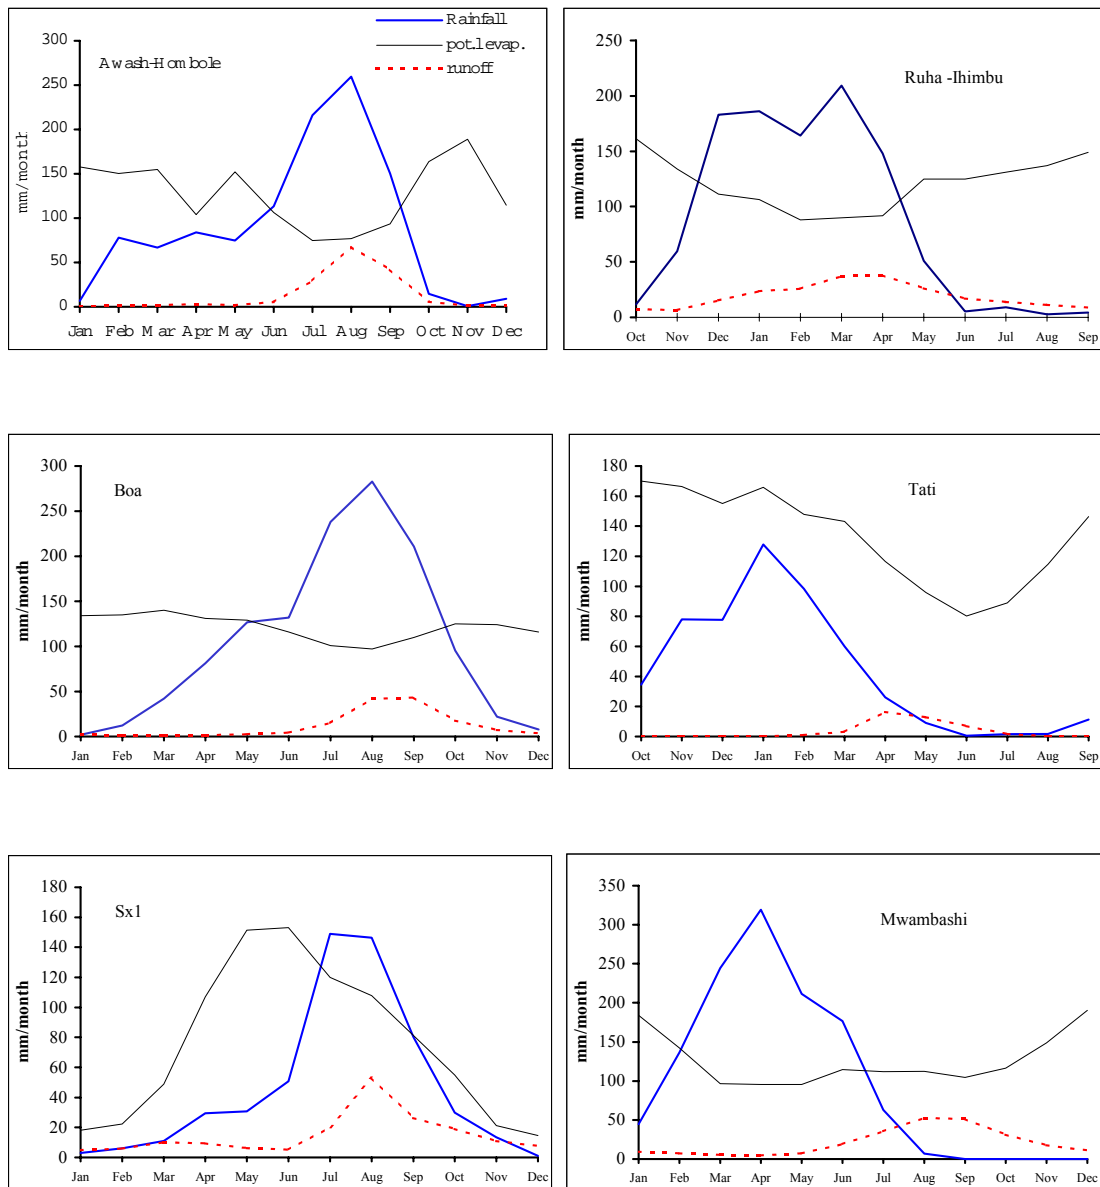 Rainfall
pot.l evap.
runoff
Awash-Hombole
mm/month
300
250
200
150
100
50
0
Jan Feb Mar Apr May Jun Jul Aug Sep Oct Nov Dec
Ruha -Ihimbu
mm/month
250
200
150
100
50
0
Oct Nov Dec Jan Feb Mar Apr May Jun Jul Aug Sep
Boa
mm/month
300
250
200
150
100
50
0
Jan Feb Mar Apr May Jun Jul Aug Sep Oct Nov Dec
Tati
mm/month
180
160
140
120
100
80
60
40
20
0
Oct Nov Dec Jan Feb Mar Apr May Jun Jul Aug Sep
Sx1
mm/month
180
160
140
120
100
80
60
40
20
0
Jan Feb Mar Apr May Jun Jul Aug Sep Oct Nov Dec
Mwambashi
mm/month
350
300
250
200
150
100
50
0
Jan Feb Mar Apr May Jun Jul Aug Sep Oct Nov Dec